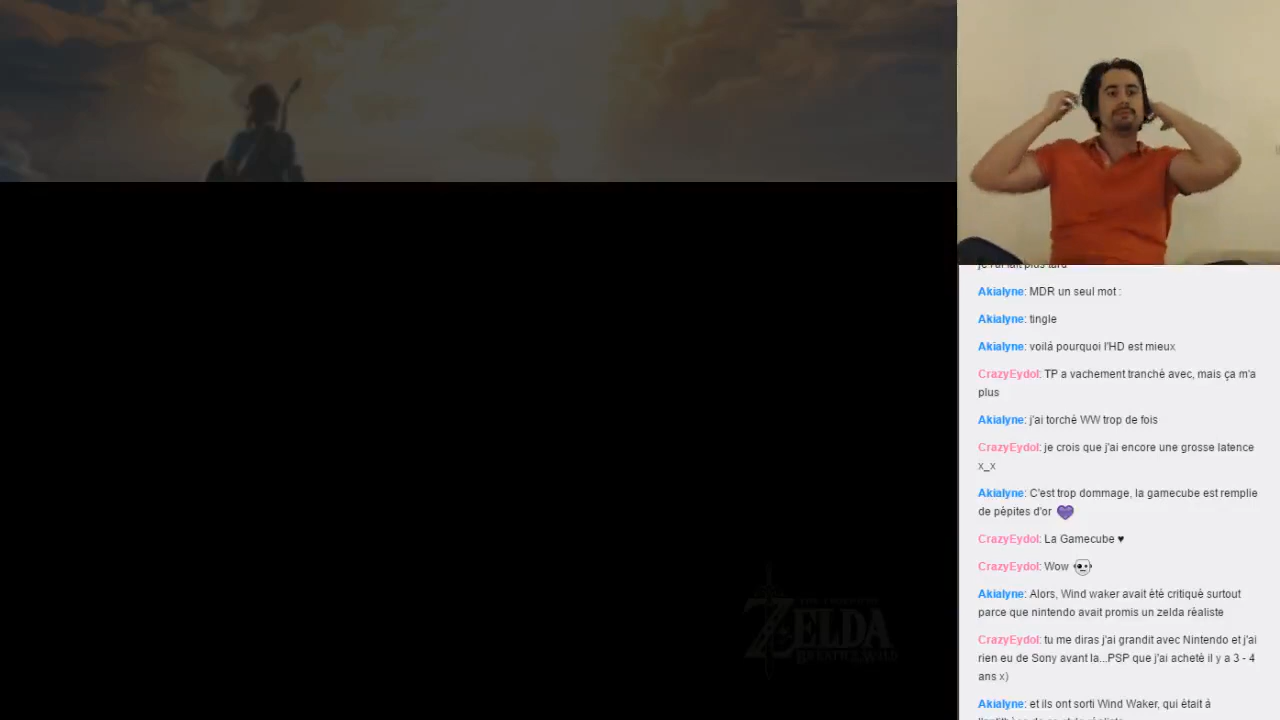 Akialyne: MDR un seul mot :
Akialyne: tingle
Akialyne: voilà pourquoi l'HD est mieux
CrazyEydol: TP a vachement tranché avec, mais ça m'a
plus
Akialyne: j'ai torché WW trop de fois
CrazyEydol: je crois que j'ai encore une grosse latence
x_x
Akialyne: C'est trop dommage, la gamecube est remplie
de pépites d'or
CrazyEydol: La Gamecube ♥
CrazyEydol: Wow
Akialyne: Alors, Wind waker avait été critiqué surtout
parce que nintendo avait promis un zelda réaliste
CrazyEydol: tu me diras j'ai grandit avec Nintendo et j'ai
rien eu de Sony avant la...PSP que j'ai acheté il y a 3 - 4
ans x)
Akialyne: et ils ont sorti Wind Waker, qui était à
ZELDA
BREATH OF THE WILD